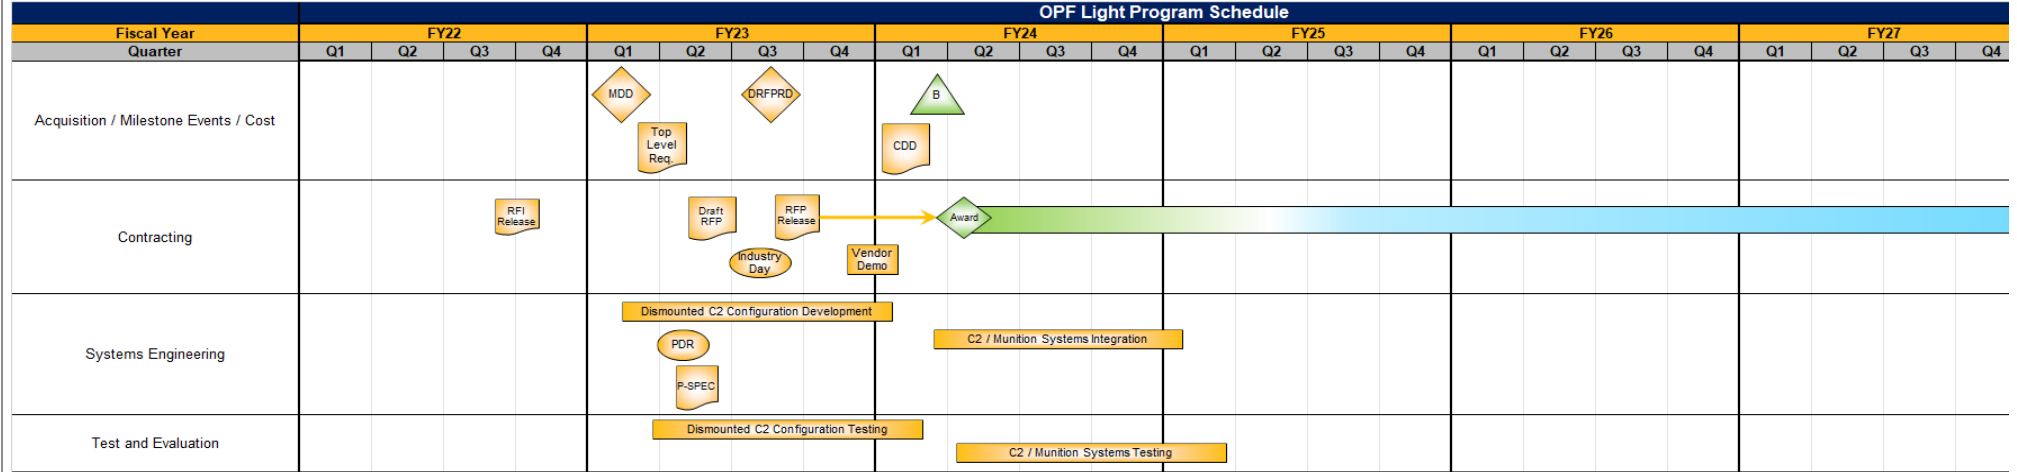 OPF Light Program Schedule
Fiscal Year FY22 FY23 FY24 FY25 FY26 FY27
Quarter Q1 Q2 Q3 Q4 Q1 Q2 Q3 Q4 Q1 Q2 Q3 Q4 Q1 Q2 Q3 Q4 Q1 Q2 Q3 Q4 Q1 Q2 Q3 Q4
Acquisition / Milestone Events / Cost
MDD
DRFPRD
B
Top
Level
Req.
CDD
Contracting
RFI
Release
Draft
RFP
RFP
Release
Award
Industry
Day
Vendor
Demo
Systems Engineering
Dismounted C2 Configuration Development
C2 / Munition Systems Integration
PDR
P-SPEC
Test and Evaluation
Dismounted C2 Configuration Testing
C2 / Munition Systems Testing